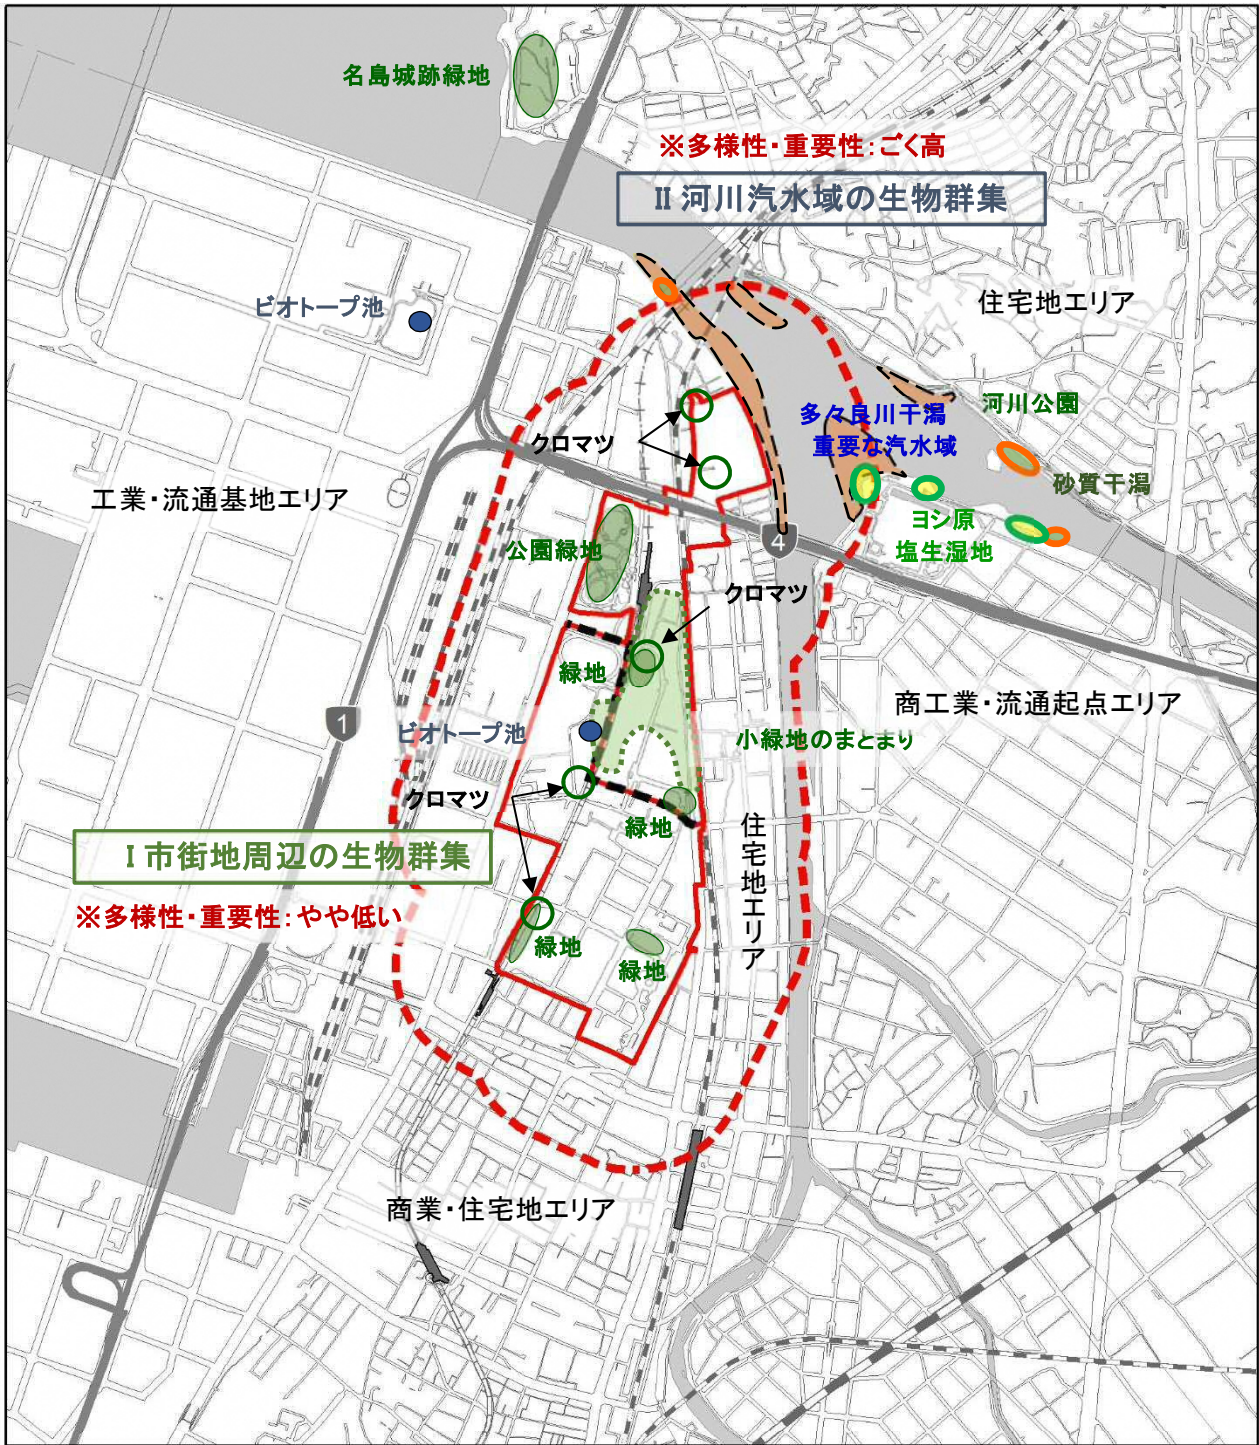 名島城跡緑地
※多様性・重要性：ごく高
Ⅱ 河川汽水域の生物群集
ビオトープ池
住宅地エリア
河川公園
多々良川干潟
重要な汽水域
クロマツ
砂質干潟
工業・流通基地エリア
ヨシ原
塩生湿地
公園緑地
4
クロマツ
緑地
商工業・流通起点エリア
1
ビオトープ池
小緑地のまとまり
クロマツ
緑地
住宅地エリア
Ⅰ 市街地周辺の生物群集
※多様性・重要性：やや低い
緑地
緑地
商業・住宅地エリア